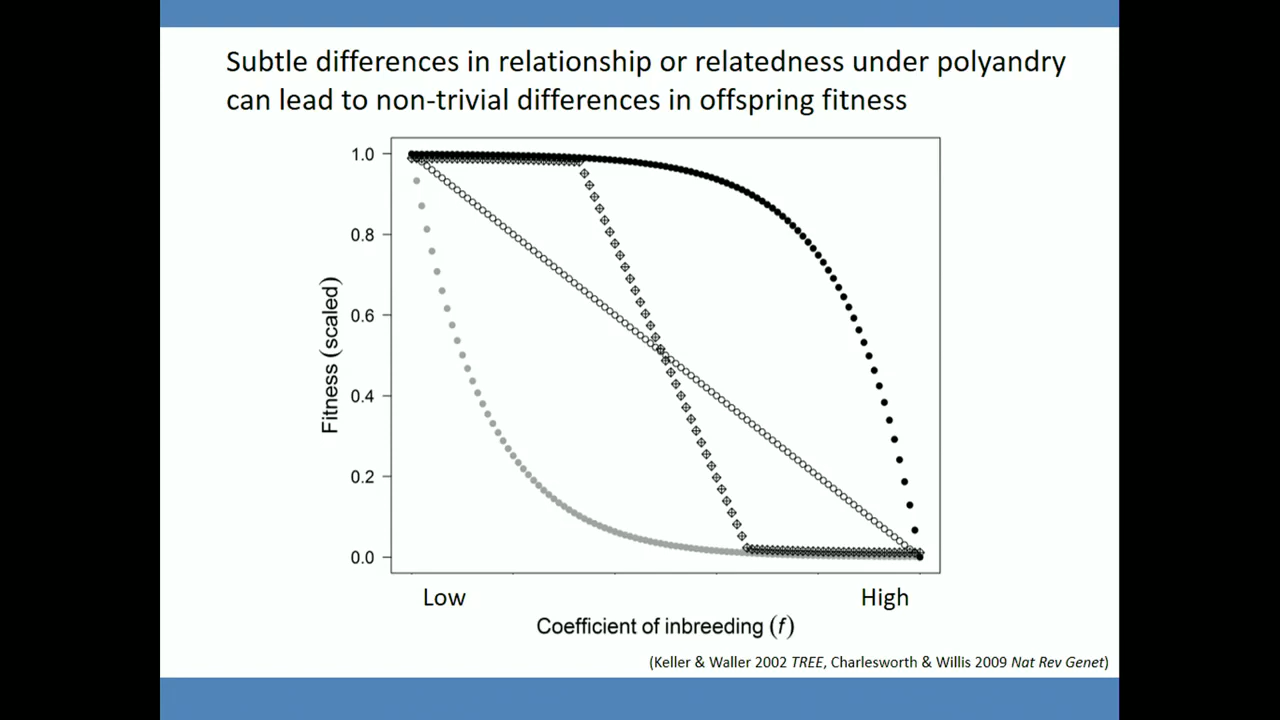 Subtle differences in relationship or relatedness under polyandry
can lead to non-trivial differences in offspring fitness
1.0
0.8
0.6
0.4
0.2
0.0
Fitness (scaled)
Low
High
Coefficient of inbreeding (f)
(Keller & Waller 2002 TREE, Charlesworth & Willis 2009 Nat Rev Genet)